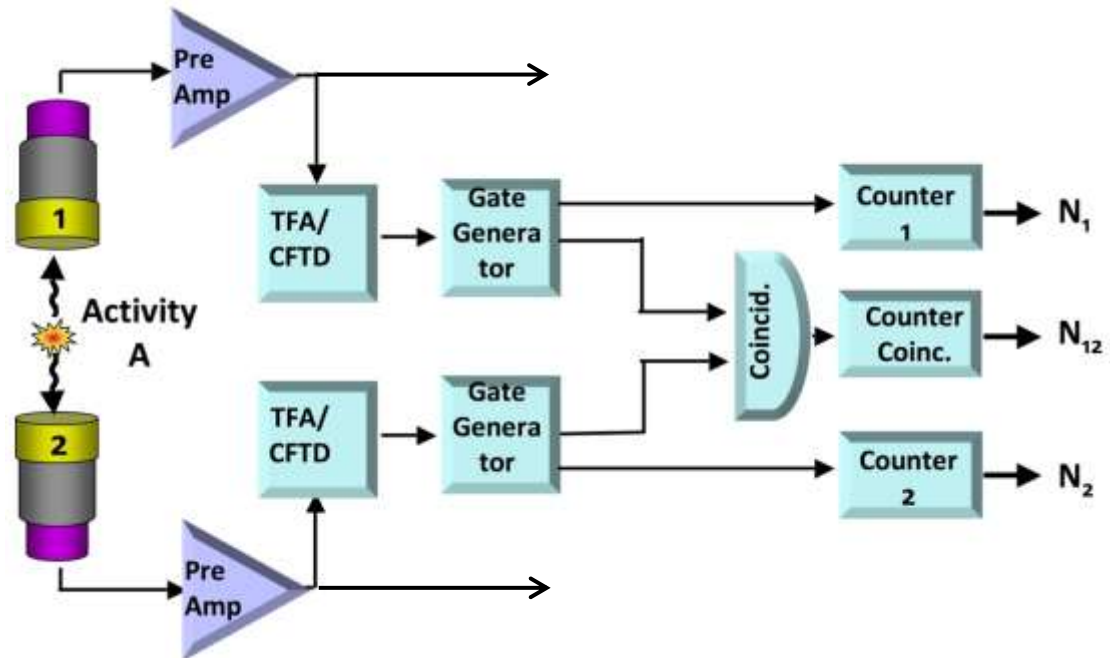 Pre
Amp
1
Activity
A
2
Pre
Amp
TFA/
CFTD
Gate
Genera
tor
TFA/
CFTD
Gate
Genera
tor
Coincid.
Counter
1
N₁
Counter
Coinc.
N₁₂
Counter
2
N₂